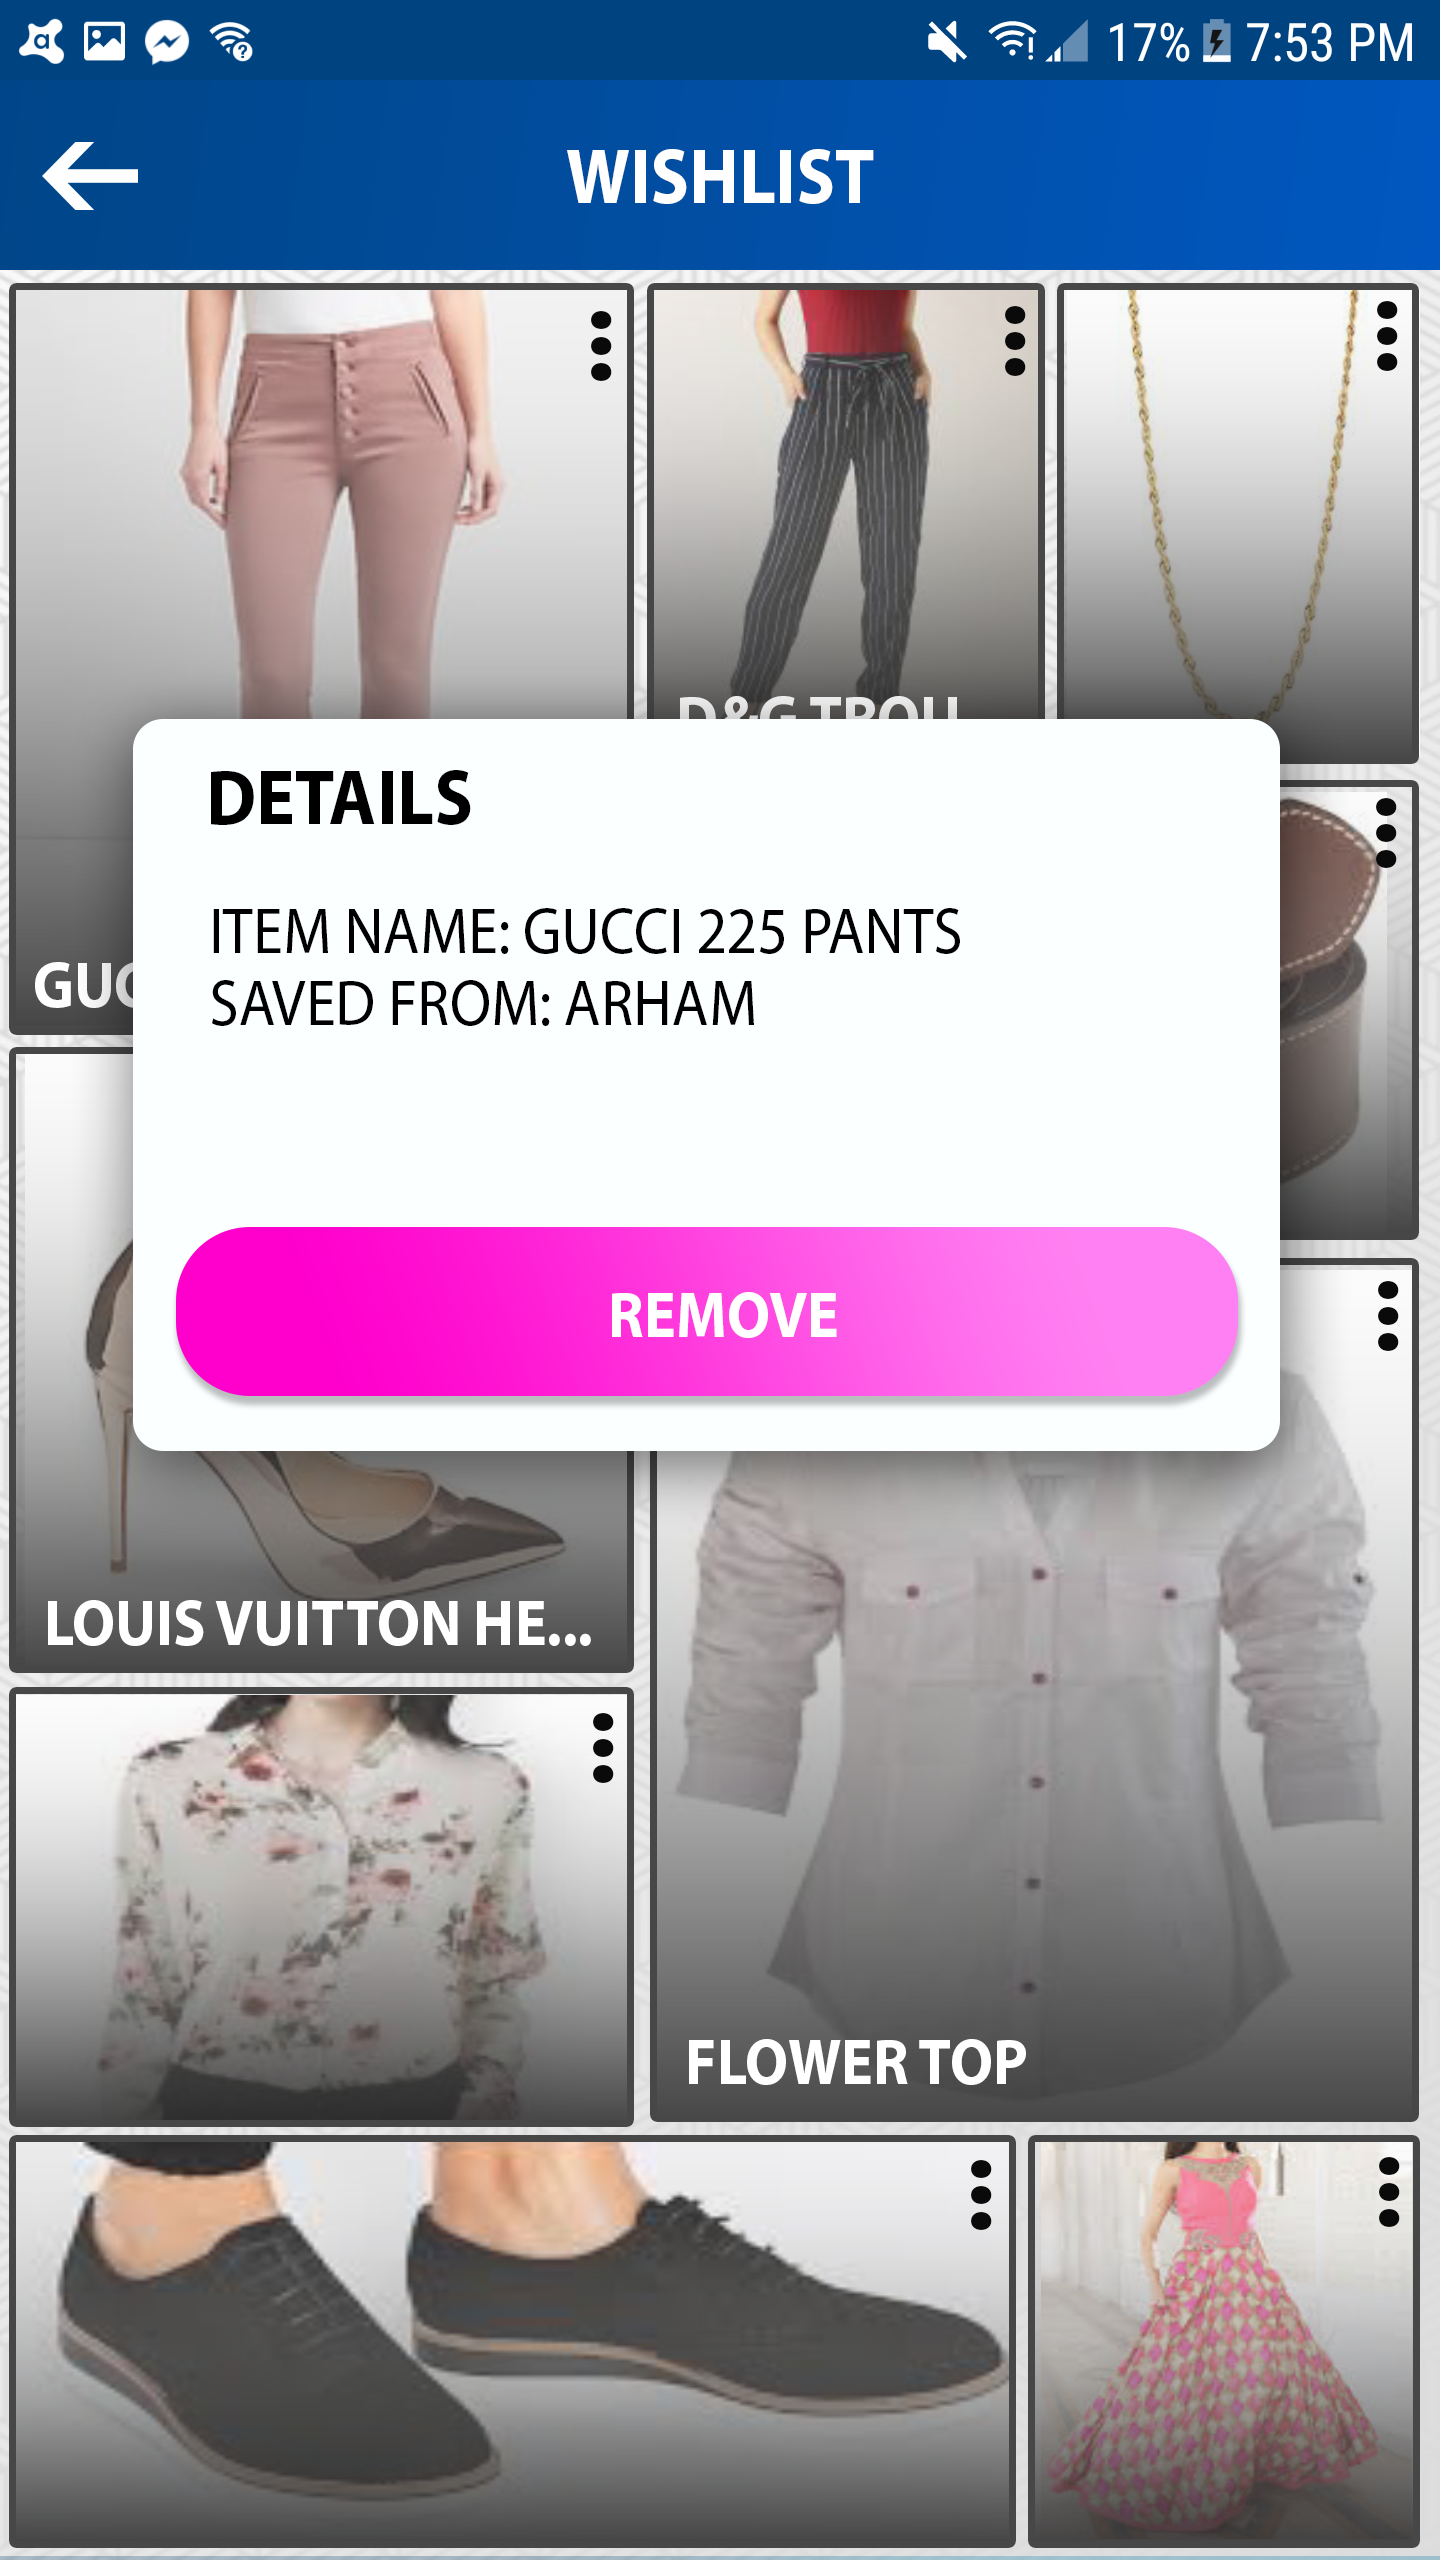 17% 7:53 PM
WISHLIST
DETAILS
ITEM NAME: GUCCI 225 PANTS
SAVED FROM: ARHAM
REMOVE
LOUIS VUITTON HE...
FLOWER TOP